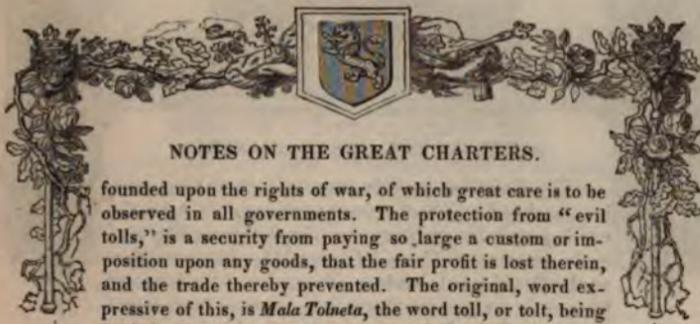 NOTES ON THE GREAT CHARTERS.
founded upon the rights of war, of which great care is to be
observed in all governments. The protection from “evil
tolls,” is a security from paying so large a custom or im-
position upon any goods, that the fair profit is lost therein,
and the trade thereby prevented. The original, word ex-
pressive of this, is Mala Tolneta, the word toll, or tolt, being